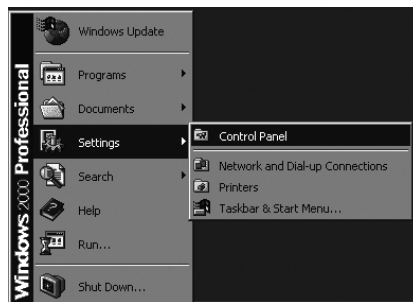 Windows 2000 Professional
Windows Update
Programs
Documents
Settings
Search
Help
Run...
Shut Down...
Control Panel
Network and Dial-up Connections
Printers
Taskbar & Start Menu...